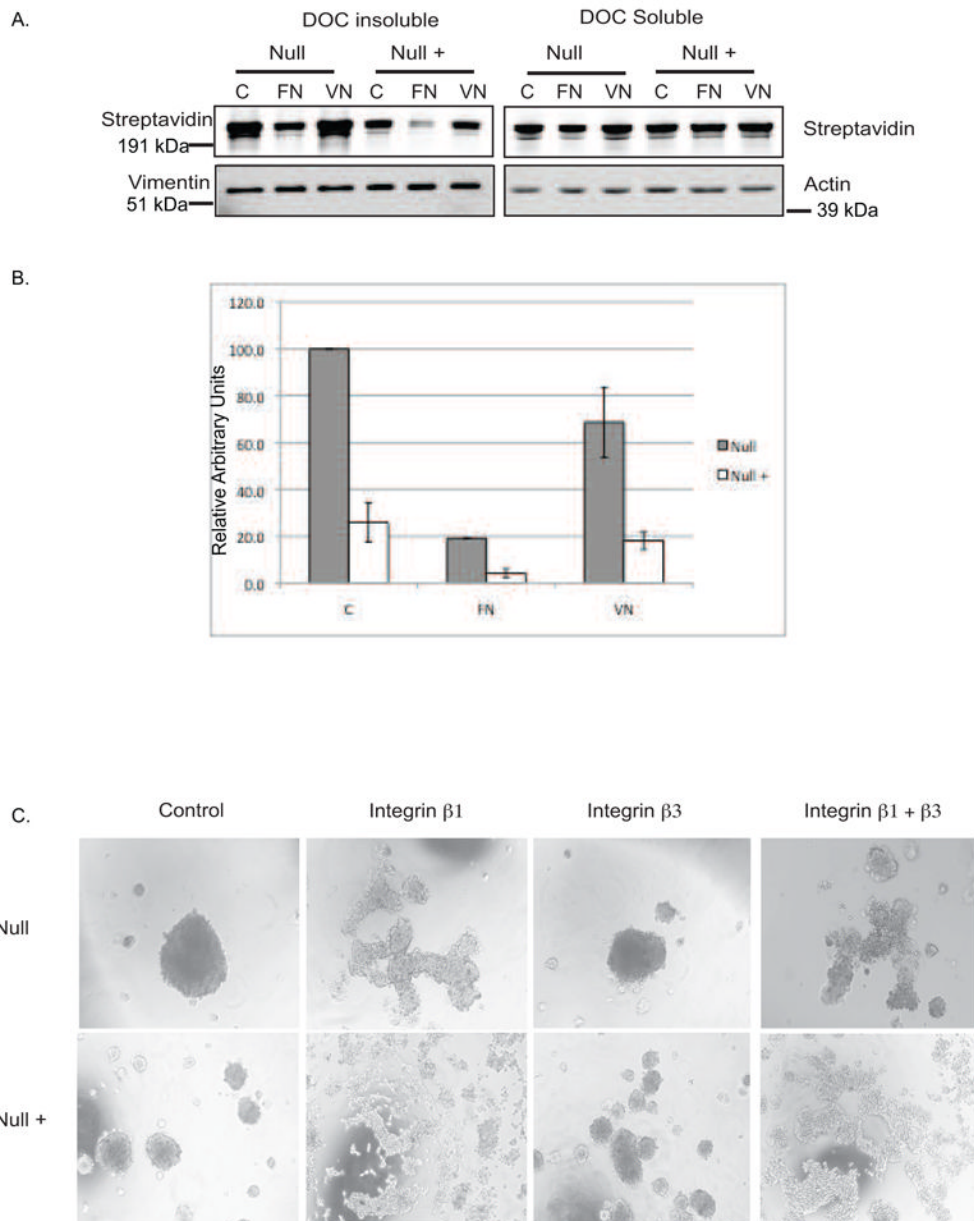 A.
DOC insoluble
DOC Soluble
Null
Null +
Null
Null +
C FN VN C FN VN
C FN VN C FN VN
Streptavidin
191 kDa
Streptavidin
Vimentin
51 kDa
Actin
39 kDa
B.
120.0
100.0
80.0
60.0
40.0
20.0
0.0
Relative Arbitrary Units
C
FN
VN
Null
Null +
C.
Control
Integrin β1
Integrin β3
Integrin β1 + β3
Null
Null +